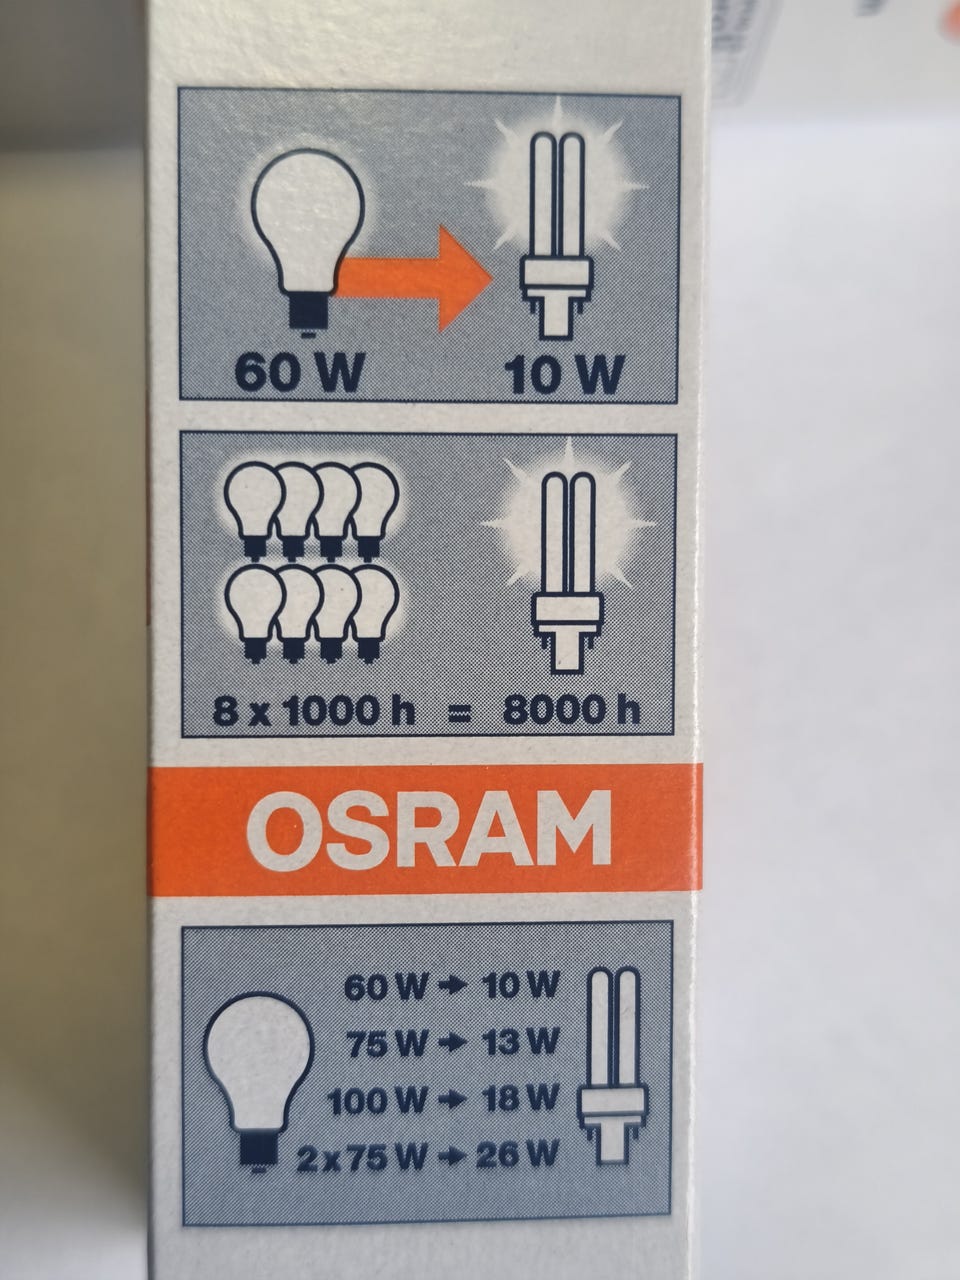 60 W 10 W
8 x 1000 h = 8000 h
OSRAM
60 W → 10 W
75 W → 13 W
100 W → 18 W
2 x 75 W → 26 W